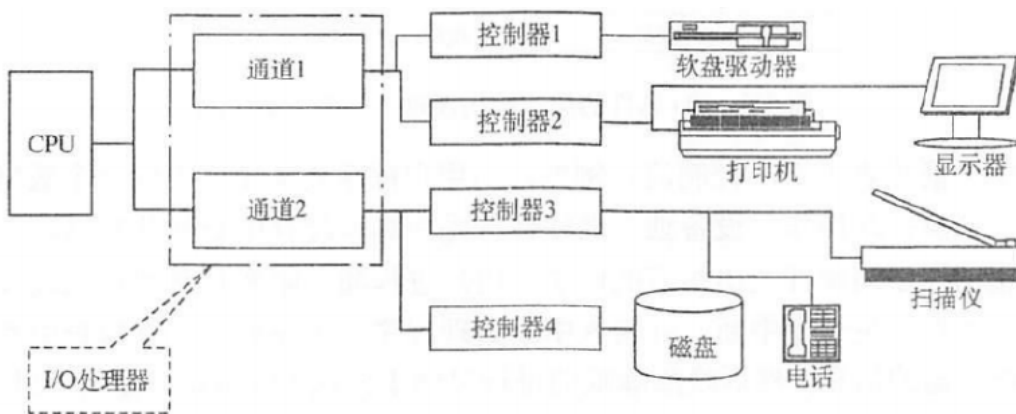 CPU
通道1
通道2
I/O处理器
控制器1
控制器2
控制器3
控制器4
软盘驱动器
打印机
显示器
扫描仪
磁盘
电话